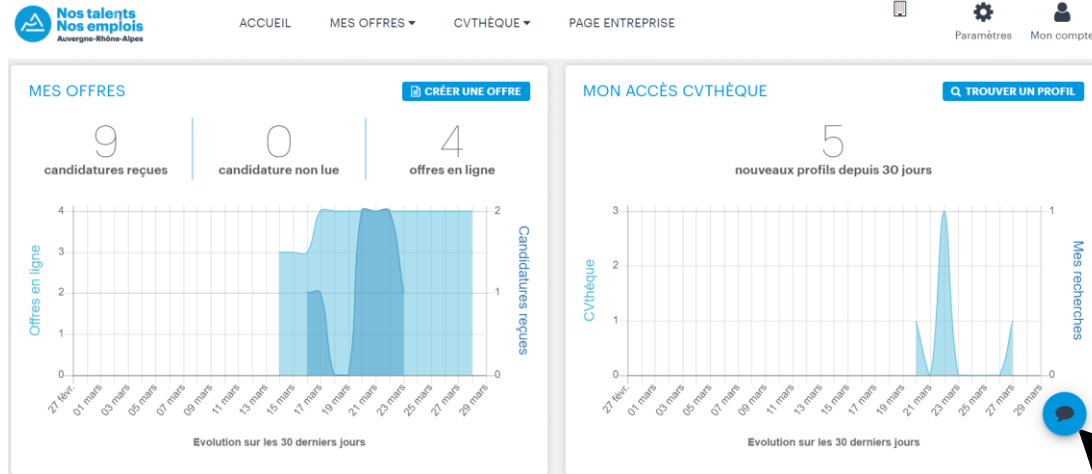 Nos talents
Nos emplois
Auvergne-Rhône-Alpes
ACCUEIL
MES OFFRES
CVTHÈQUE
PAGE ENTREPRISE
Paramètres
Mon compte
MES OFFRES
CRÉER UNE OFFRE
9
candidatures reçues
0
candidature non lue
4
offres en ligne
Offres en ligne
4
3
2
1
0
2
1
0
Candidatures reçues
27 févr.
01 mars
03 mars
05 mars
07 mars
09 mars
11 mars
13 mars
15 mars
17 mars
19 mars
21 mars
23 mars
25 mars
27 mars
29 mars
Evolution sur les 30 derniers jours
MON ACCÈS CVTHÈQUE
TROUVER UN PROFIL
5
nouveaux profils depuis 30 jours
CVthèque
3
2
1
0
1
0
Mes recherches
27 févr.
01 mars
03 mars
05 mars
07 mars
09 mars
11 mars
13 mars
15 mars
17 mars
19 mars
21 mars
23 mars
25 mars
27 mars
29 mars
Evolution sur les 30 derniers jours